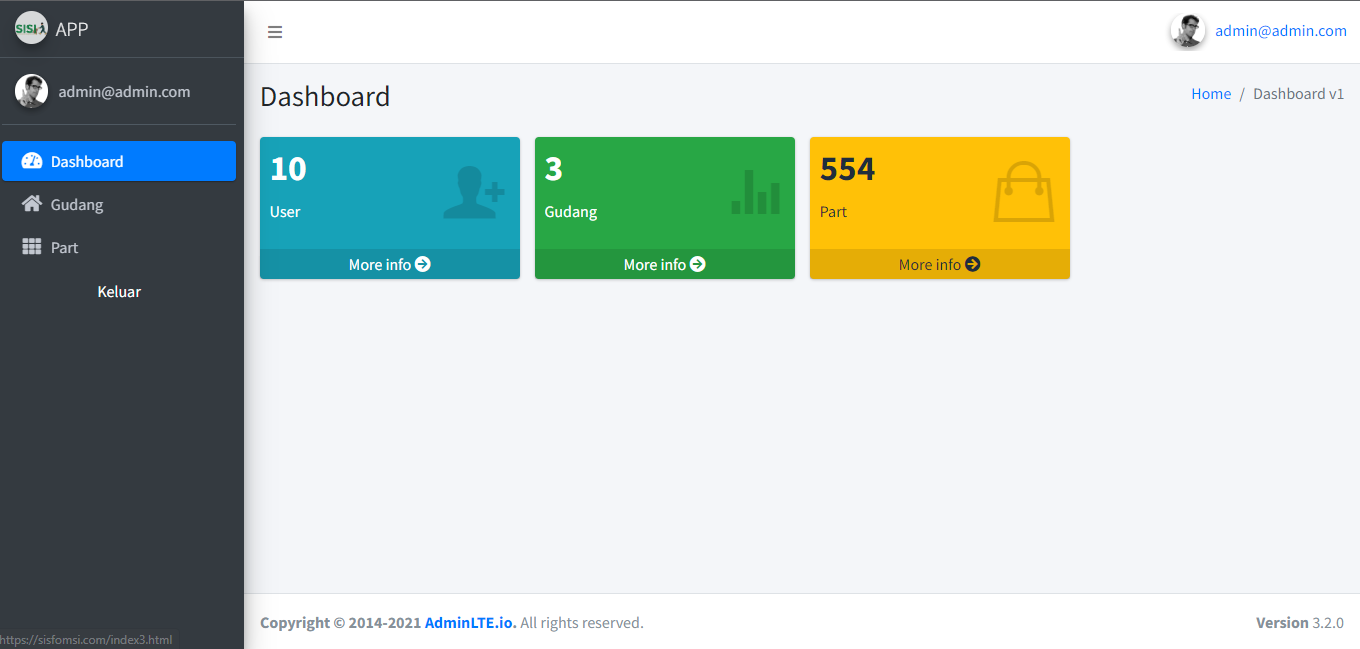 SISI APP
admin@admin.com
admin@admin.com
Dashboard
Gudang
Part
Keluar
Dashboard
Home / Dashboard v1
10
User
More info
3
Gudang
More info
554
Part
More info
Copyright © 2014-2021 AdminLTE.io. All rights reserved.
Version 3.2.0
https://sisfomsi.com/index3.html